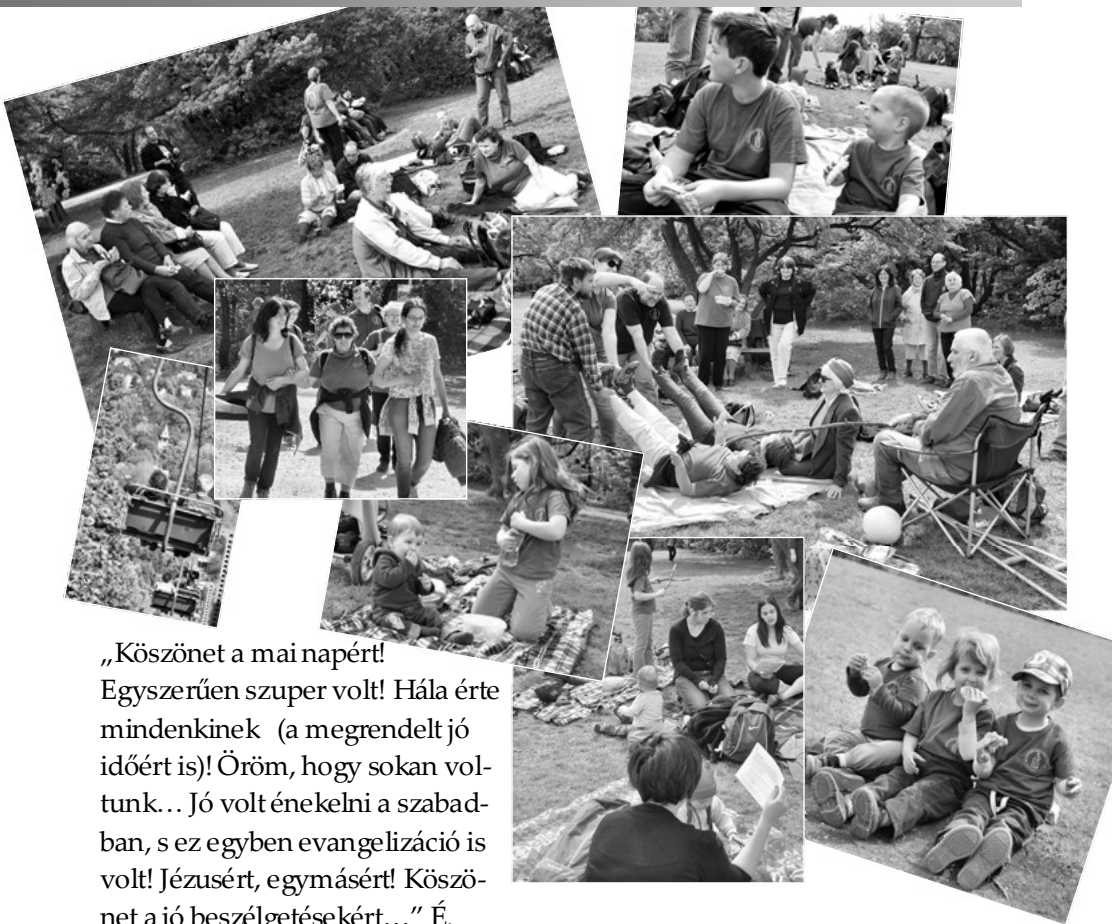 „Köszönet a mai napért!
Egyszerűen szuper volt! Hála érte
mindenkinek (a megrendelt jó
időért is)! Öröm, hogy sokan vol-
tunk… Jó volt énekelni a szabad-
ban, s ez egyben evangelizáció is
volt! Jézusért, egymásért! Köszö-
net a jó beszélgetésekért…” É.